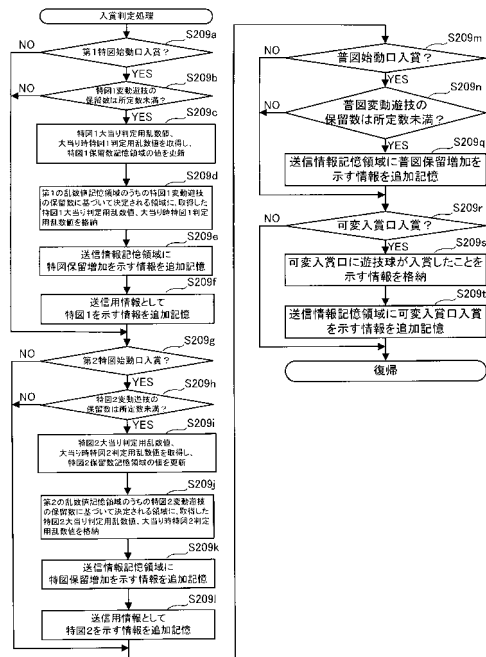 入賞判定処理
S209a
NO
第1特図始動口入賞？
YES
S209b
NO
特図1変動遊技の
保留数は所定数未満？
YES
S209c
特図1大当り判定用乱数値、
大当り時特図1判定用乱数値を取得し、
特図1保留数記憶領域の値を更新
S209d
第1の乱数値記憶領域のうちの特図1変動遊技
の保留数に基づいて決定される領域に、取得した
特図1大当り判定用乱数値、大当り時特図1判定
用乱数値を格納
S209e
送信情報記憶領域に
特図保留増加を示す情報を追加記憶
S209f
送信用情報として
特図1を示す情報を追加記憶
S209g
NO
第2特図始動口入賞？
YES
S209h
NO
特図2変動遊技の
保留数は所定数未満？
YES
S209i
特図2大当り判定用乱数値、
大当り時特図2判定用乱数値を取得し、
特図2保留数記憶領域の値を更新
S209j
第2の乱数値記憶領域のうちの特図2変動遊技
の保留数に基づいて決定される領域に、取得した
特図2大当り判定用乱数値、大当り時特図2判定
用乱数値を格納
S209k
送信情報記憶領域に
特図保留増加を示す情報を追加記憶
S209l
送信用情報として
特図2を示す情報を追加記憶
S209m
NO
普図始動口入賞？
YES
S209n
NO
普図変動遊技の
保留数は所定数未満？
YES
S209q
送信情報記憶領域に普図保留増加を
示す情報を追加記憶
S209r
NO
可変入賞口入賞？
YES
S209s
可変入賞口に遊技球が入賞したことを
示す情報を格納
S209t
送信情報記憶領域に可変入賞口入賞
を示す情報を追加記憶
復帰